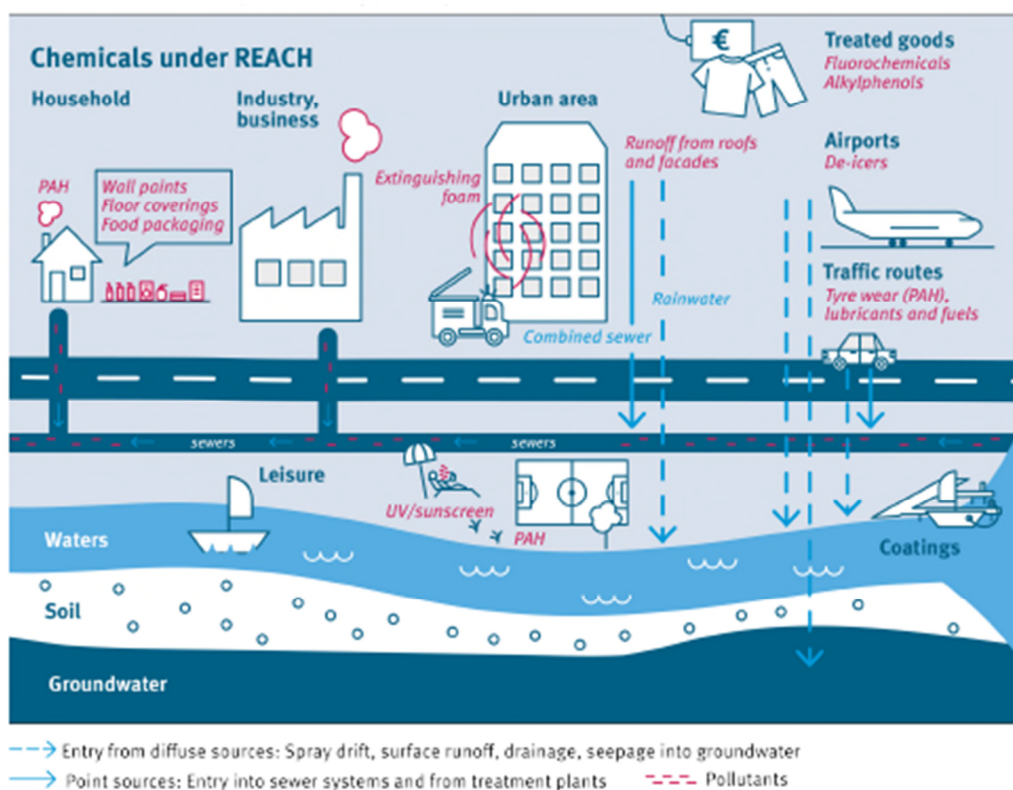 Chemicals under REACH
Household
PAH
Wall paints
Floor coverings
Food packaging
Industry,
business
Urban area
Extinguishing
foam
Runoff from roofs
and facades
€
Treated goods
Fluorochemicals
Alkylphenols
Airports
De-icers
Traffic routes
Tyre wear (PAH),
lubricants and fuels
Rainwater
Combined sewer
sewers
sewers
Leisure
UV/sunscreen
PAH
Coatings
Waters
Soil
Groundwater
Entry from diffuse sources: Spray drift, surface runoff, drainage, seepage into groundwater
Point sources: Entry into sewer systems and from treatment plants
Pollutants